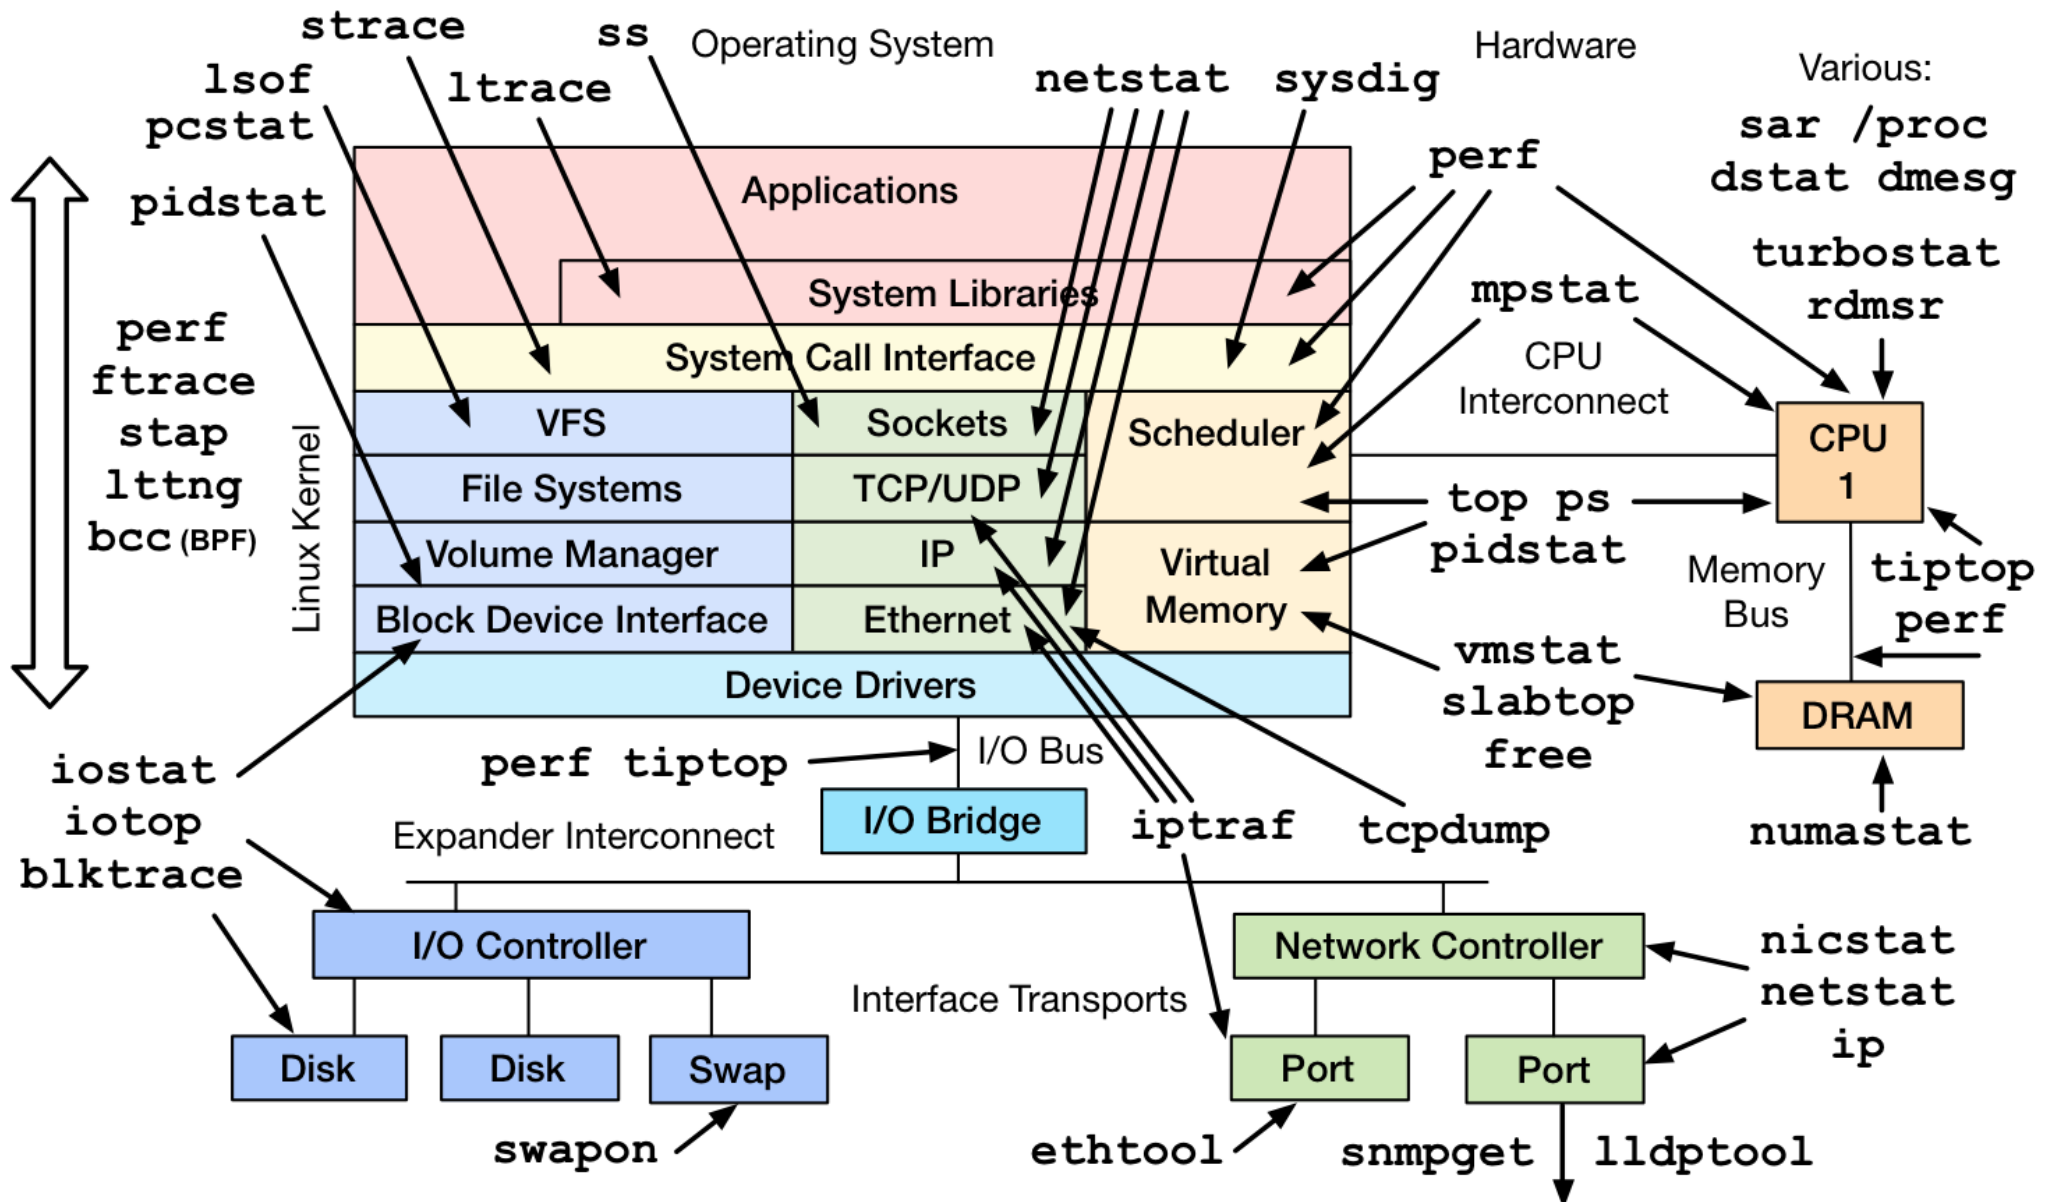 strace
ss
Operating System
Hardware
lsof
ltrace
netstat
sysdig
Various:
pcstat
sar /proc
perf
dstat dmesg
pidstat
Applications
turbostat
System Libraries
mpstat
rdmsr
perf
System Call Interface
CPU
Interconnect
ftrace
stap
lttng
bcc (BPF)
Linux Kernel
VFS
Sockets
Scheduler
CPU
1
File Systems
TCP/UDP
top ps
pidstat
Volume Manager
IP
Virtual
Memory
Memory
Bus
tiptop
perf
Block Device Interface
Ethernet
vmstat
slabtop
free
Device Drivers
DRAM
iostat
iotop
blktrace
perf tiptop
I/O Bus
Expander Interconnect
I/O Bridge
iptraf
tcpdump
numastat
I/O Controller
Network Controller
nicstat
netstat
ip
Interface Transports
Disk
Disk
Swap
Port
Port
swapon
ethtool
snmpget
lldptool